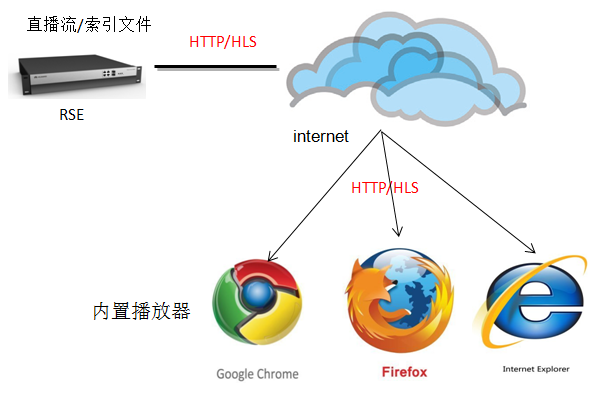 直播流/索引文件
HTTP/HLS
RSE
internet
HTTP/HLS
内置播放器
Google Chrome
Firefox
Internet Explorer